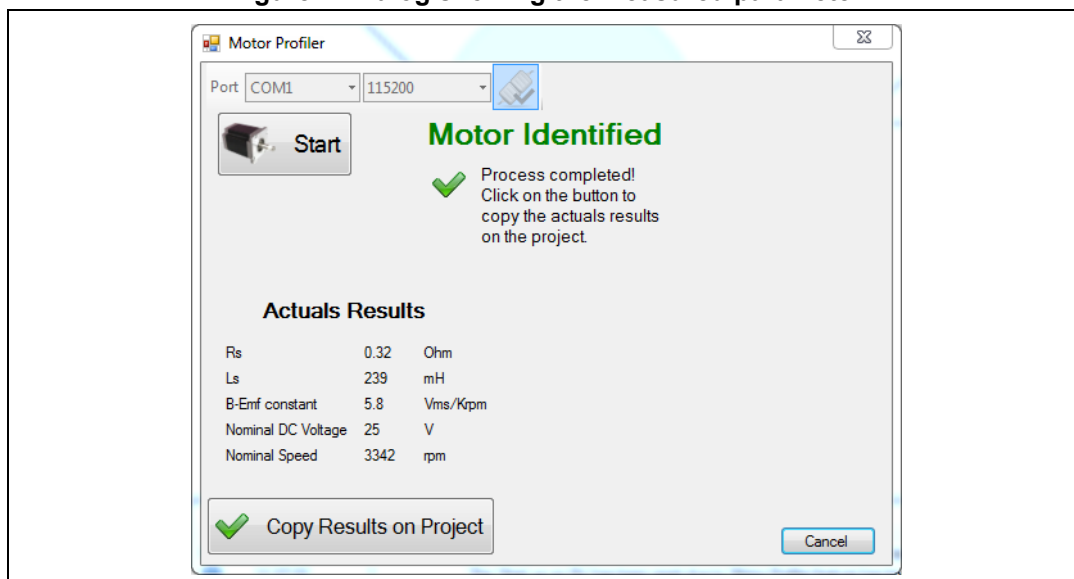 Motor Profiler
Port COM1 115200
Start
Motor Identified
Process completed!
Click on the button to
copy the actuals results
on the project.
Actuals Results
Rs 0.32 Ohm
Ls 239 mH
B-Emf constant 5.8 Vrms/Krpm
Nominal DC Voltage 25 V
Nominal Speed 3342 rpm
Copy Results on Project
Cancel